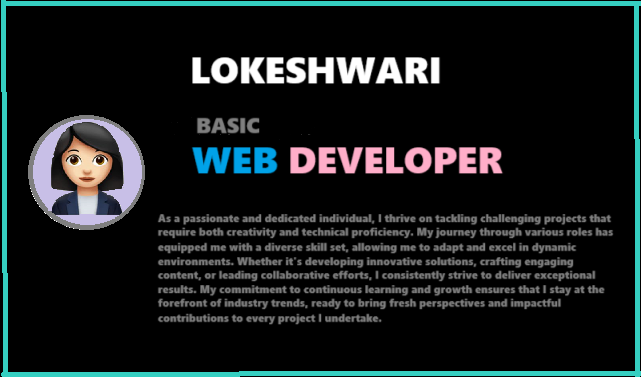 LOKESHWARI
BASIC
WEB DEVELOPER
As a passionate and dedicated individual, I thrive on tackling challenging projects that
require both creativity and technical proficiency. My journey through various roles has
equipped me with a diverse skill set, allowing me to adapt and excel in dynamic
environments. Whether it's developing innovative solutions, crafting engaging
content, or leading collaborative efforts, I consistently strive to deliver exceptional
results. My commitment to continuous learning and growth ensures that I stay at the
forefront of industry trends, ready to bring fresh perspectives and impactful
contributions to every project I undertake.